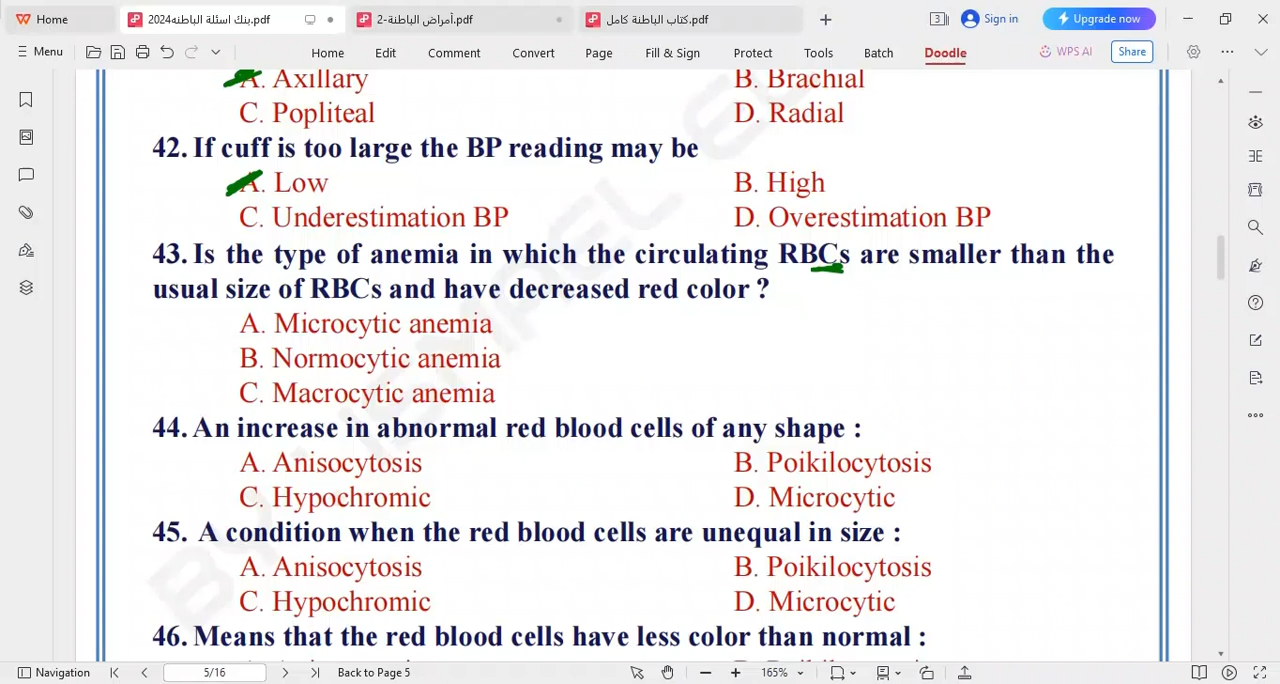 Home
بنك اسئلة الباطنه2024.pdf
أمراض الباطنة-2.pdf
كتاب الباطنة كامل.pdf
Sign in
Upgrade now
Menu
Home Edit Comment Convert Page Fill & Sign Protect Tools Batch Doodle WPS AI Share
A. Axillary B. Brachial
C. Popliteal D. Radial
42. If cuff is too large the BP reading may be
A. Low B. High
C. Underestimation BP D. Overestimation BP
43. Is the type of anemia in which the circulating RBCs are smaller than the
usual size of RBCs and have decreased red color ?
A. Microcytic anemia
B. Normocytic anemia
C. Macrocytic anemia
44. An increase in abnormal red blood cells of any shape :
A. Anisocytosis B. Poikilocytosis
C. Hypochromic D. Microcytic
45. A condition when the red blood cells are unequal in size :
A. Anisocytosis B. Poikilocytosis
C. Hypochromic D. Microcytic
46. Means that the red blood cells have less color than normal :
Navigation 5/16 Back to Page 5 165%